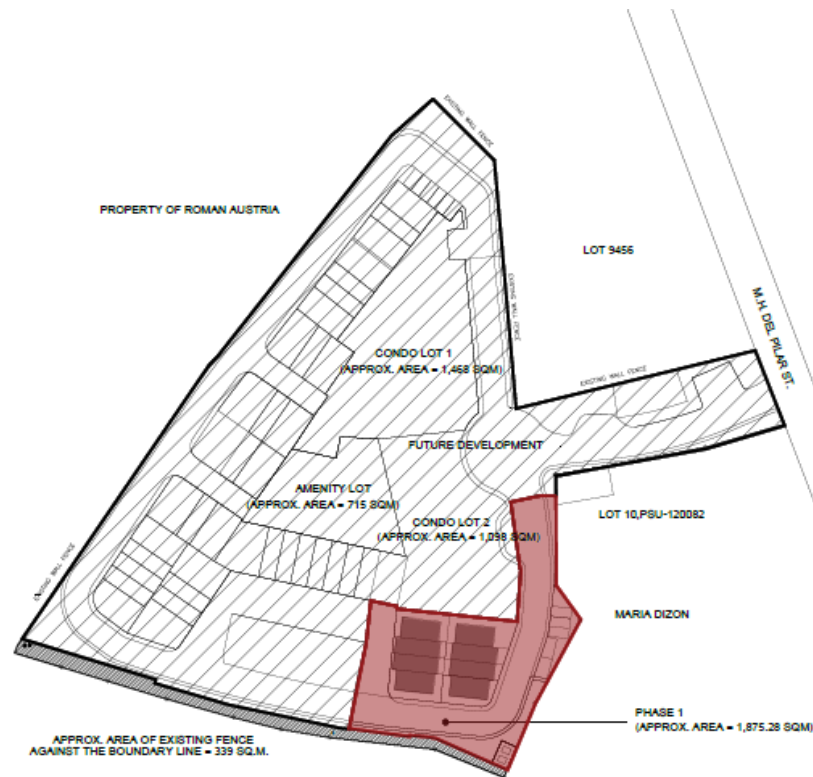 EXISTING WALL FENCE
PROPERTY OF ROMAN AUSTRIA
LOT 9456
EXISTING WALL FENCE
M.H. DEL PILAR ST.
CONDO LOT 1
(APPROX. AREA = 1,468 SQM)
EXISTING WALL FENCE
FUTURE DEVELOPMENT
AMENITY LOT
(APPROX. AREA = 715 SQM)
CONDO LOT 2
(APPROX. AREA = 1,098 SQM)
LOT 10,PSU-120082
EXISTING WALL FENCE
MARIA DIZON
PHASE 1
(APPROX. AREA = 1,875.28 SQM)
APPROX. AREA OF EXISTING FENCE
AGAINST THE BOUNDARY LINE = 339 SQ.M.